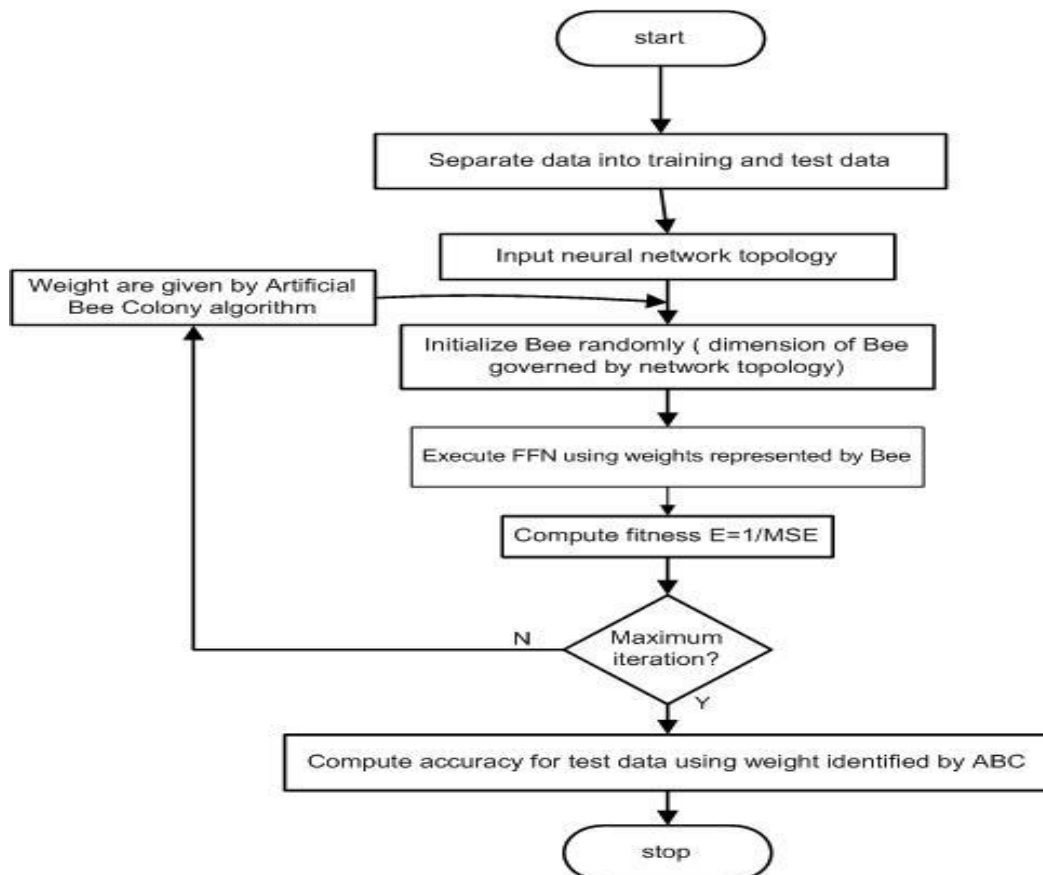 start
Separate data into training and test data
Input neural network topology
Weight are given by Artificial
Bee Colony algorithm
Initialize Bee randomly ( dimension of Bee
governed by network topology)
Execute FFN using weights represented by Bee
Compute fitness E=1/MSE
Maximum
iteration?
N
Y
Compute accuracy for test data using weight identified by ABC
stop